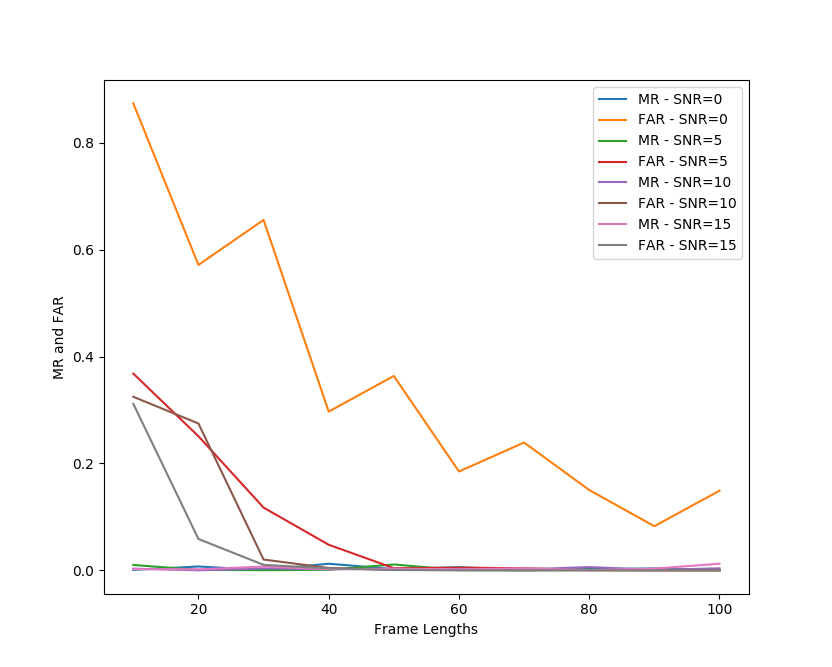 MR - SNR=0
FAR - SNR=0
MR - SNR=5
FAR - SNR=5
MR - SNR=10
FAR - SNR=10
MR - SNR=15
FAR - SNR=15
0.8
0.6
0.4
0.2
0.0
MR and FAR
20 40 60 80 100
Frame Lengths